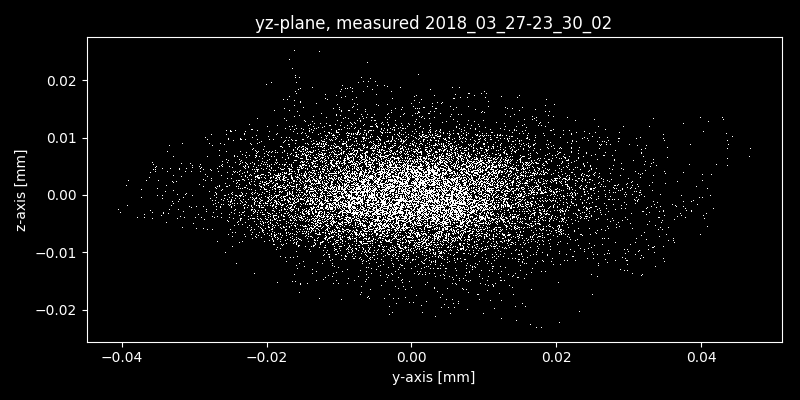 yz-plane, measured 2018_03_27-23_30_02
0.02
0.01
0.00
−0.01
−0.02
z-axis [mm]
−0.04 −0.02 0.00 0.02 0.04
y-axis [mm]